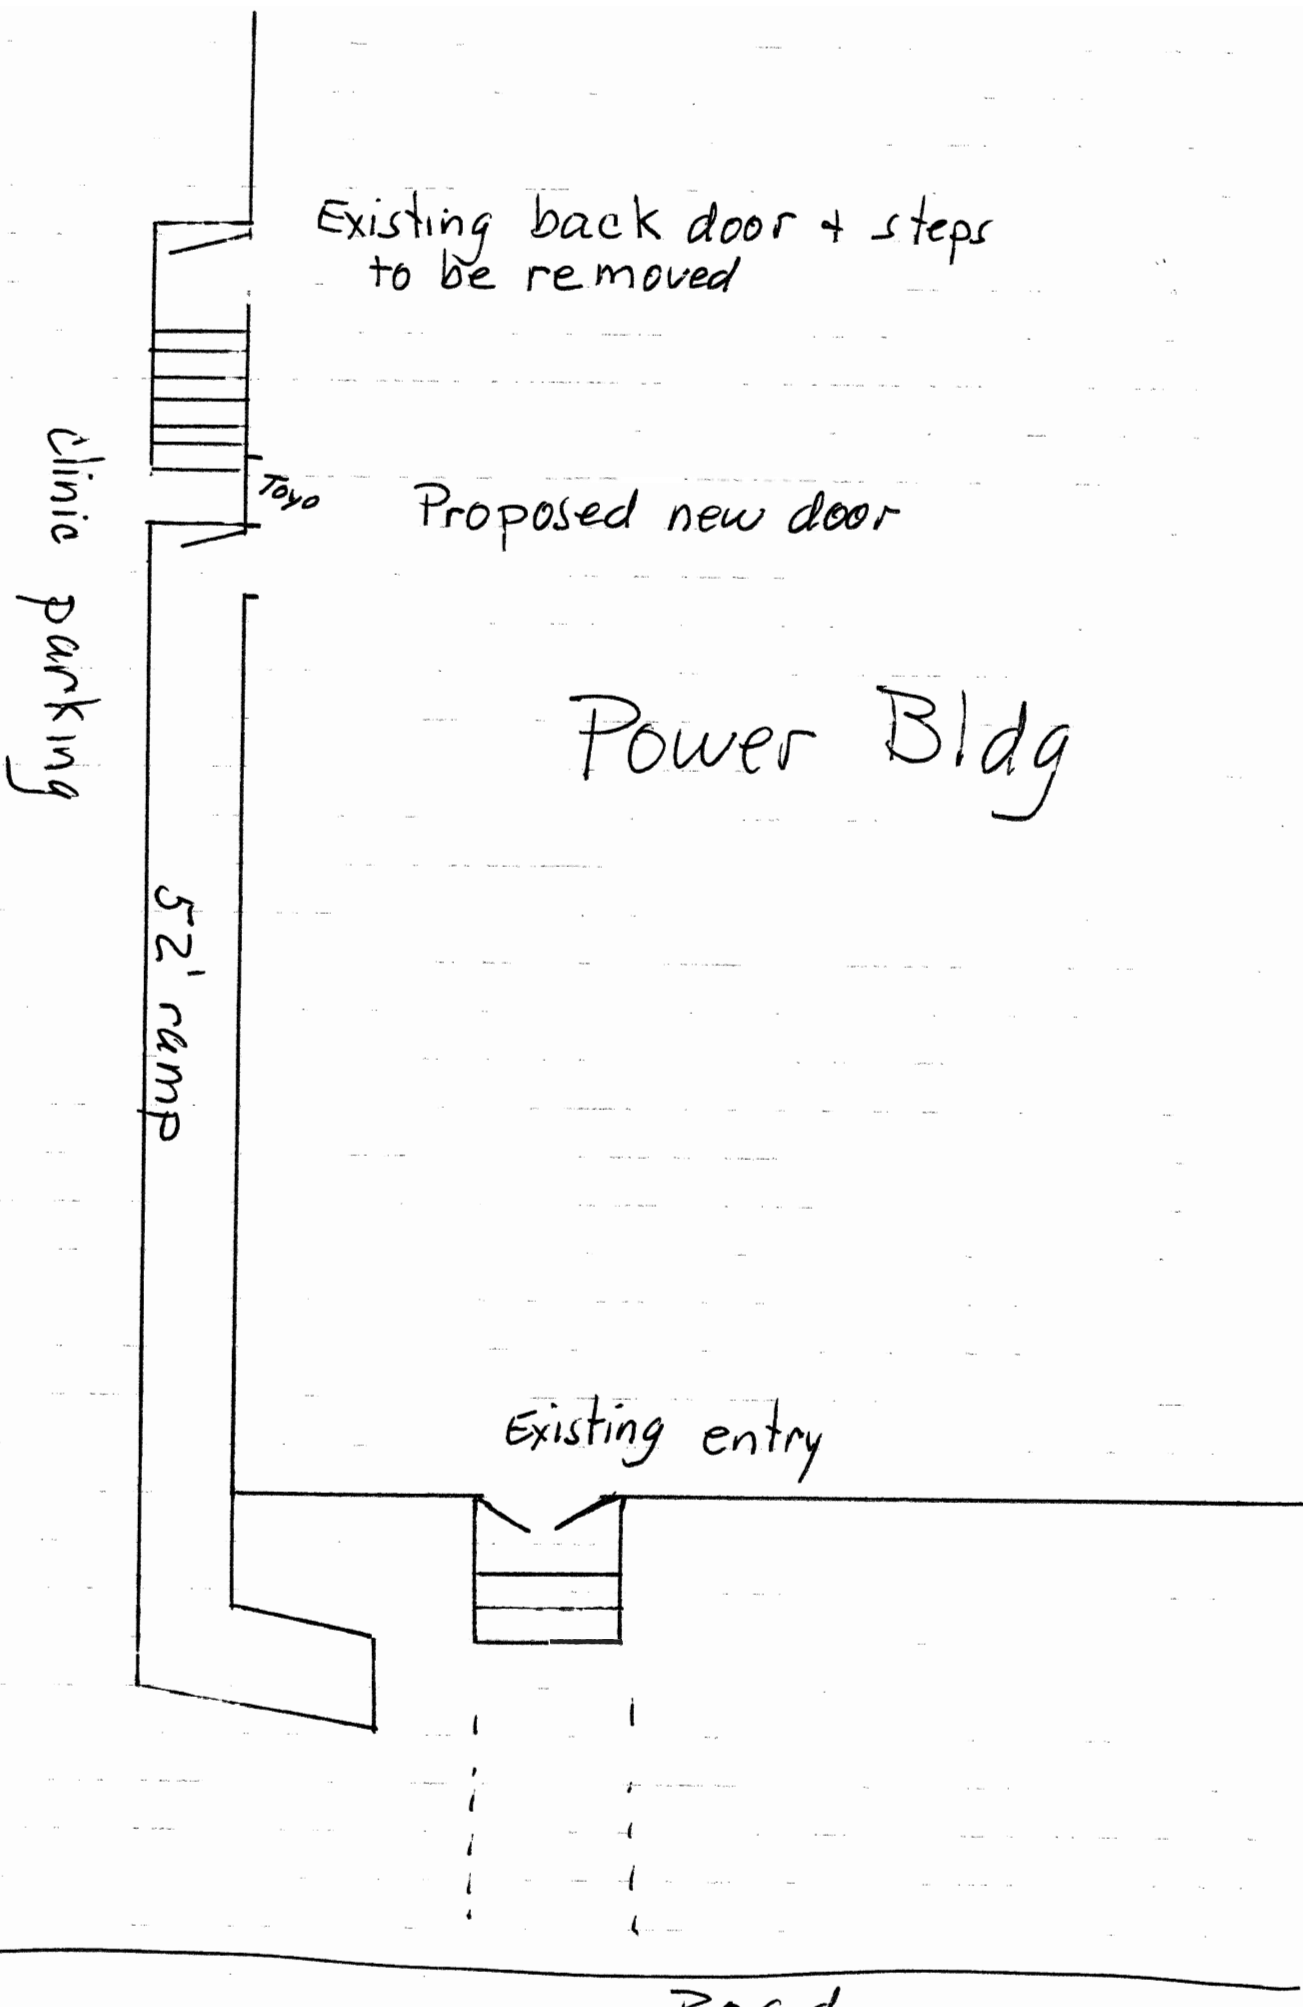 Existing back door + steps
to be removed
Toyo
Proposed new door
clinic parking
Power Bldg
52' ramp
Existing entry
Road